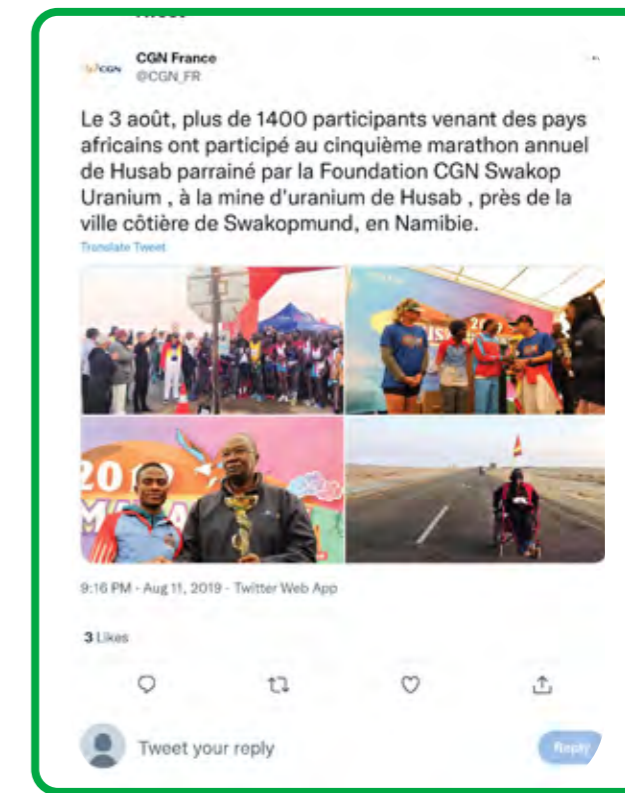 CGN France
CGN
@CGN_FR
Le 3 août, plus de 1400 participants venant des pays
africains ont participé au cinquième marathon annuel
de Husab parrainé par la Foundation CGN Swakop
Uranium , à la mine d'uranium de Husab , près de la
ville côtière de Swakopmund, en Namibie.
Translate Tweet
9:16 PM · Aug 11, 2019 · Twitter Web App
3 Likes
Tweet your reply
Reply